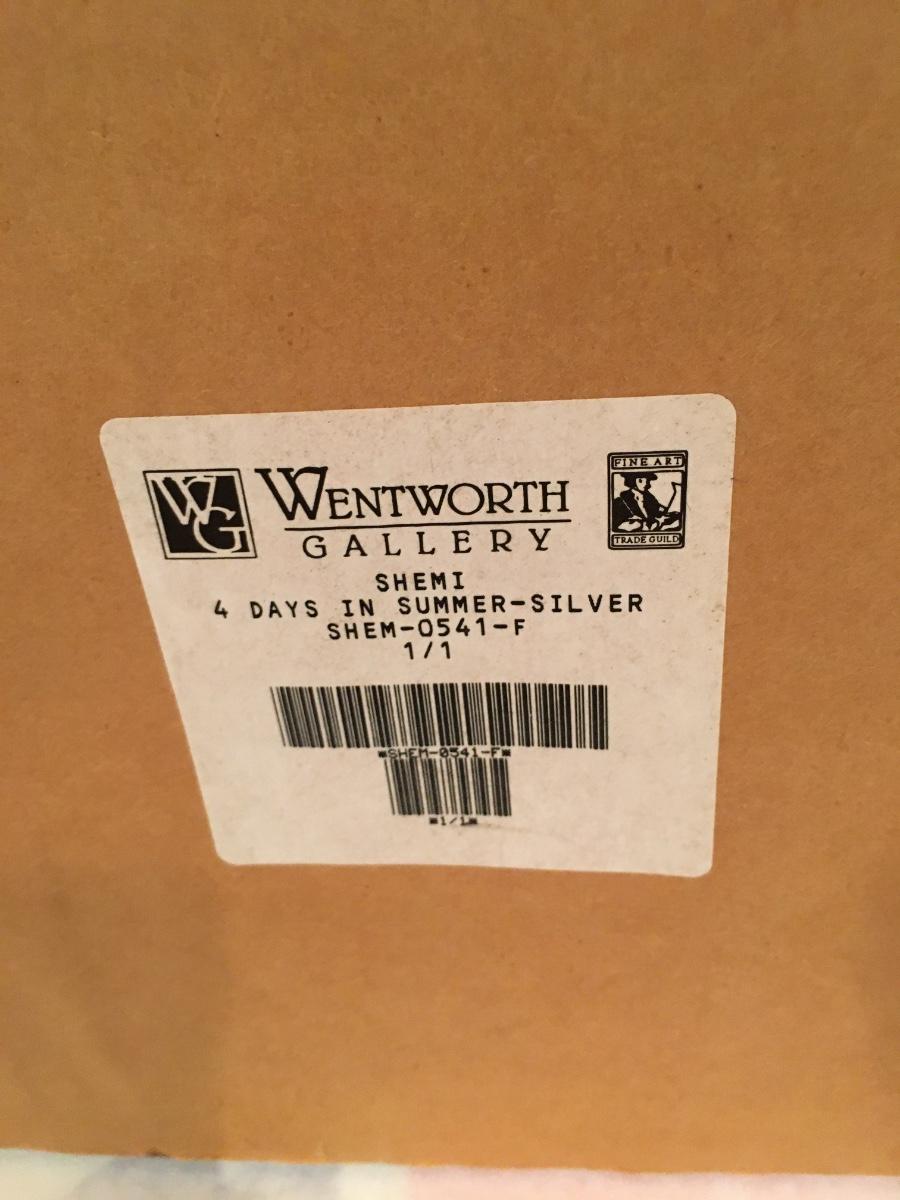 WG
WENTWORTH
GALLERY
FINE ART
TRADE GUILD
SHEMI
4 DAYS IN SUMMER-SILVER
SHEM-0541-F
1/1
*SHEM-0541-F*
*1/1*